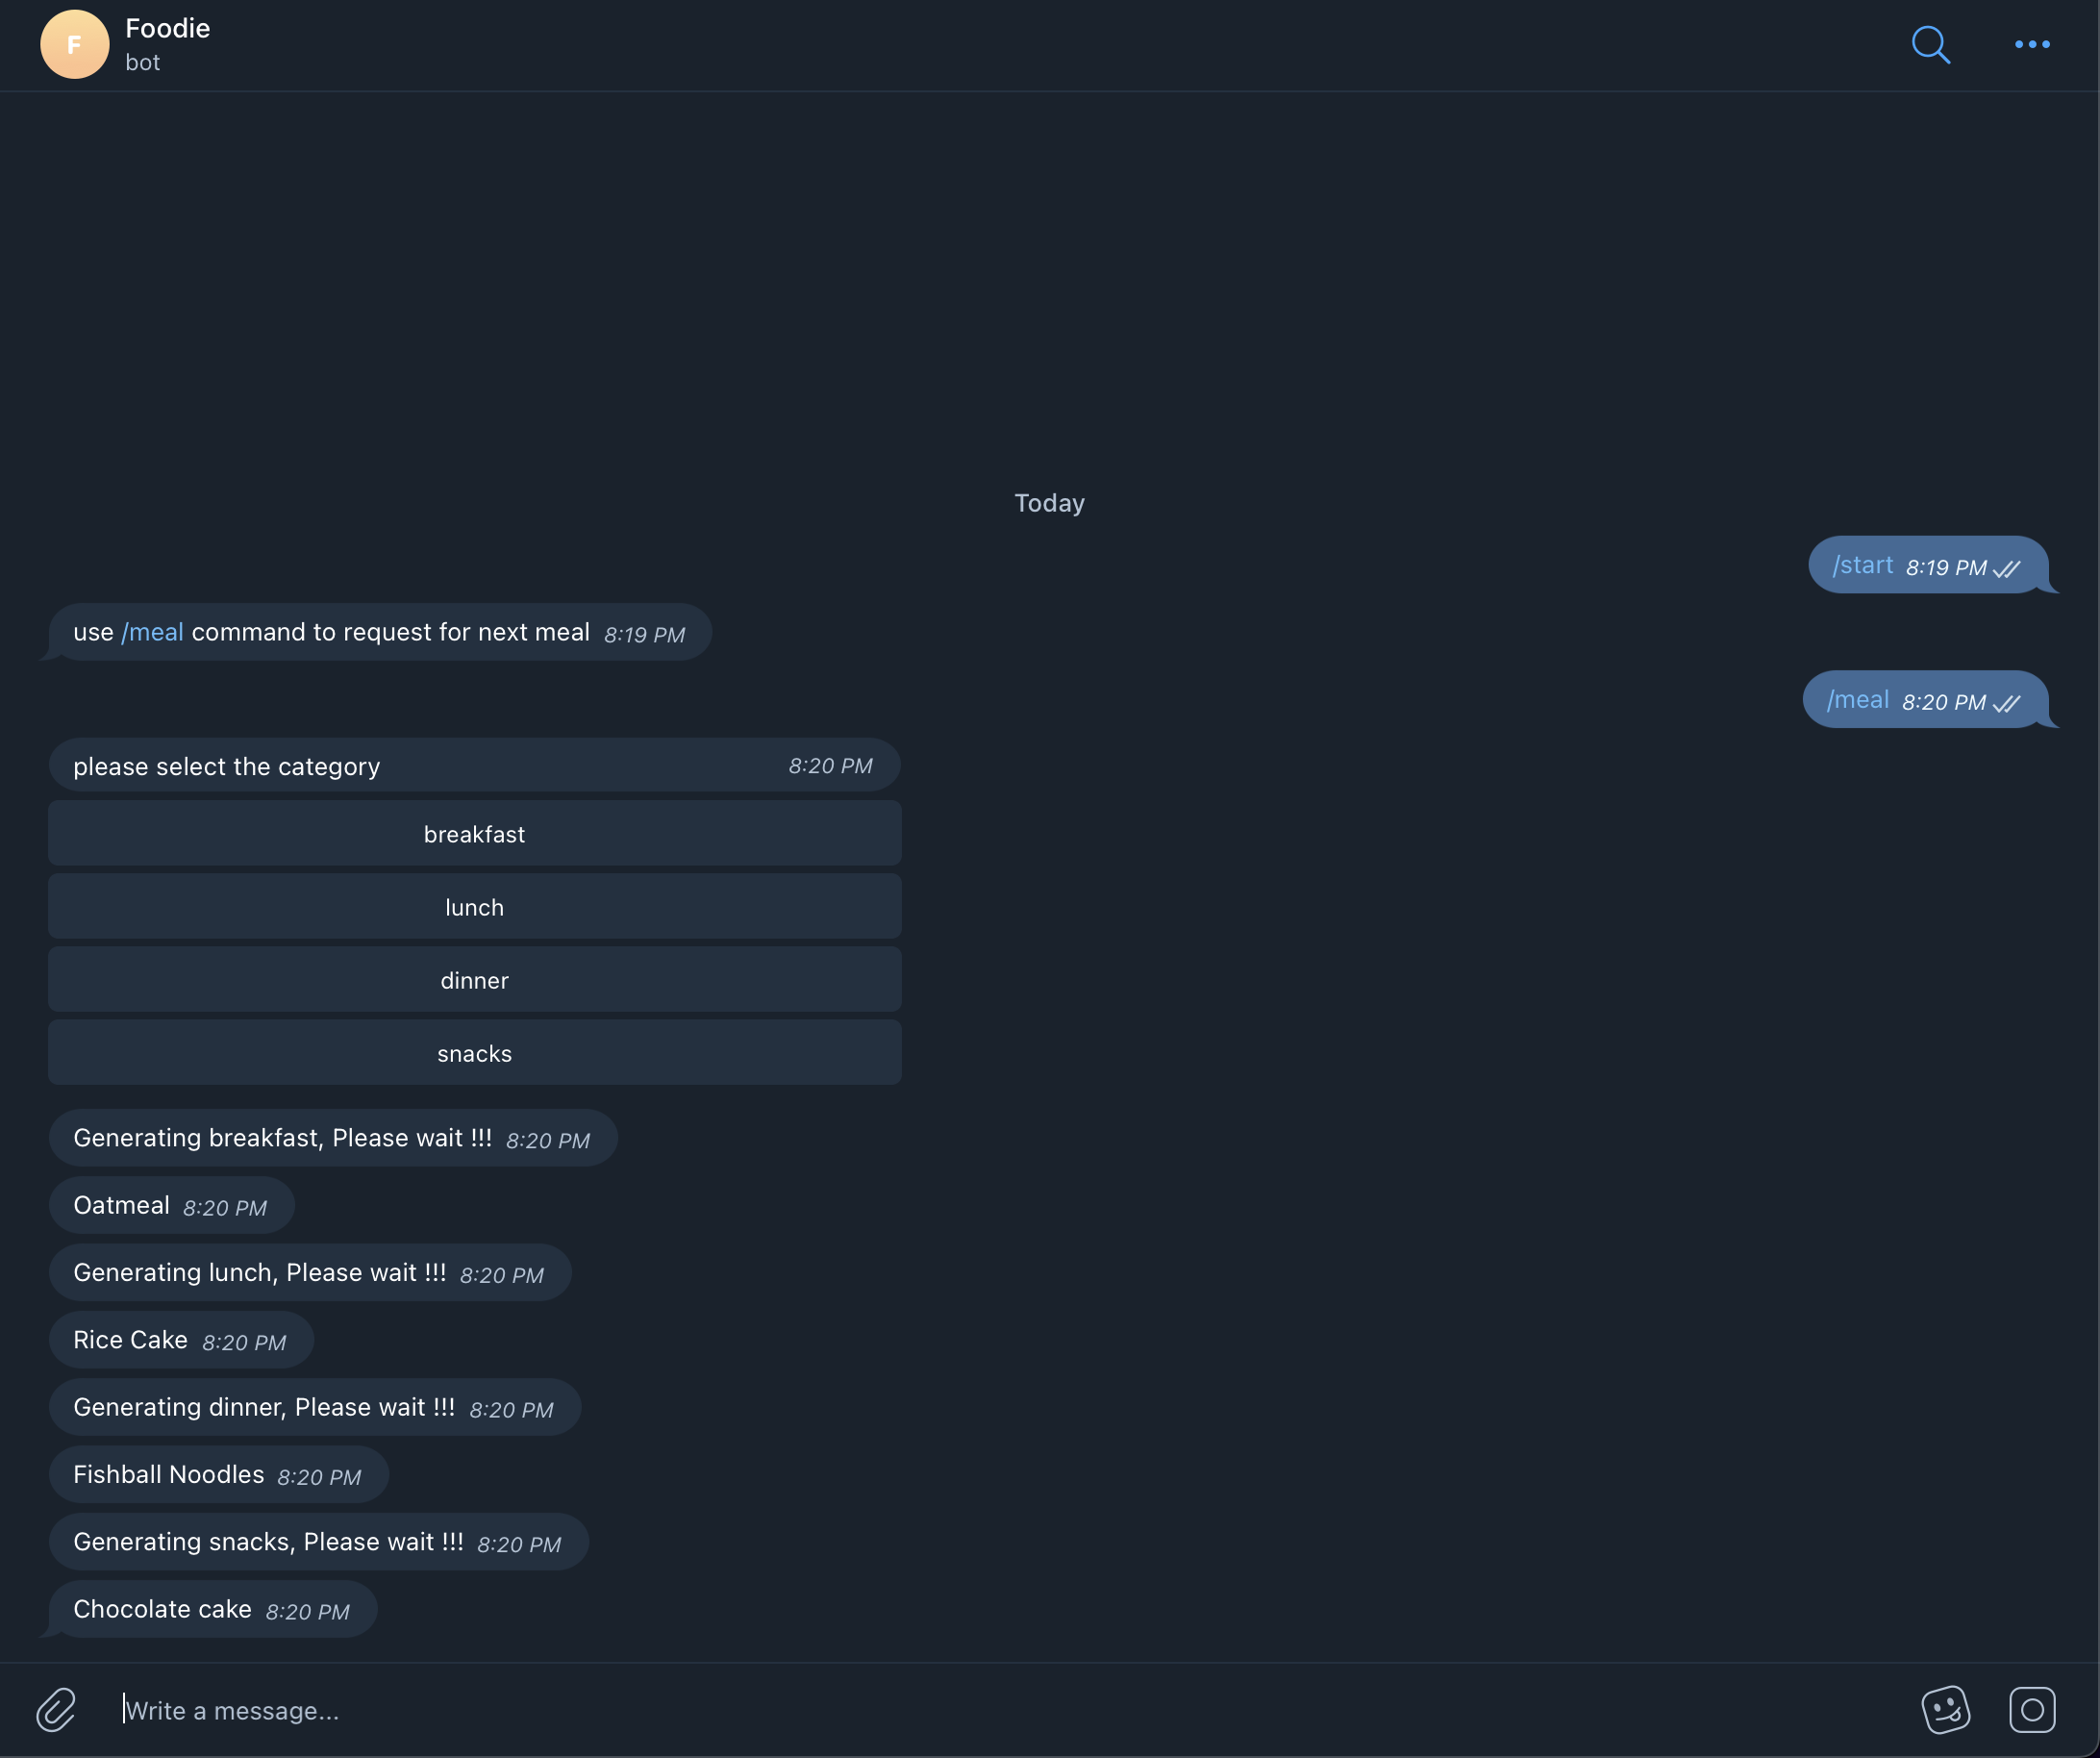 F
Foodie
bot
Today
/start 8:19 PM
use /meal command to request for next meal 8:19 PM
/meal 8:20 PM
please select the category 8:20 PM
breakfast
lunch
dinner
snacks
Generating breakfast, Please wait !!! 8:20 PM
Oatmeal 8:20 PM
Generating lunch, Please wait !!! 8:20 PM
Rice Cake 8:20 PM
Generating dinner, Please wait !!! 8:20 PM
Fishball Noodles 8:20 PM
Generating snacks, Please wait !!! 8:20 PM
Chocolate cake 8:20 PM
Write a message...